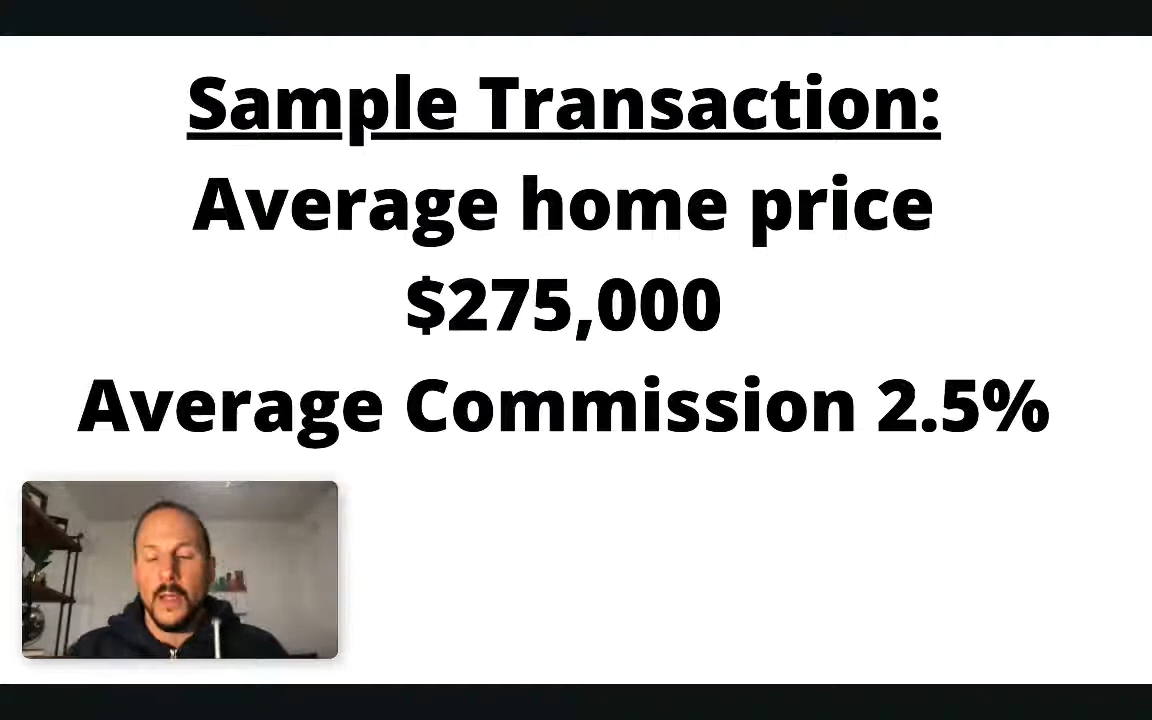 Sample Transaction:
Average home price
$275,000
Average Commission 2.5%